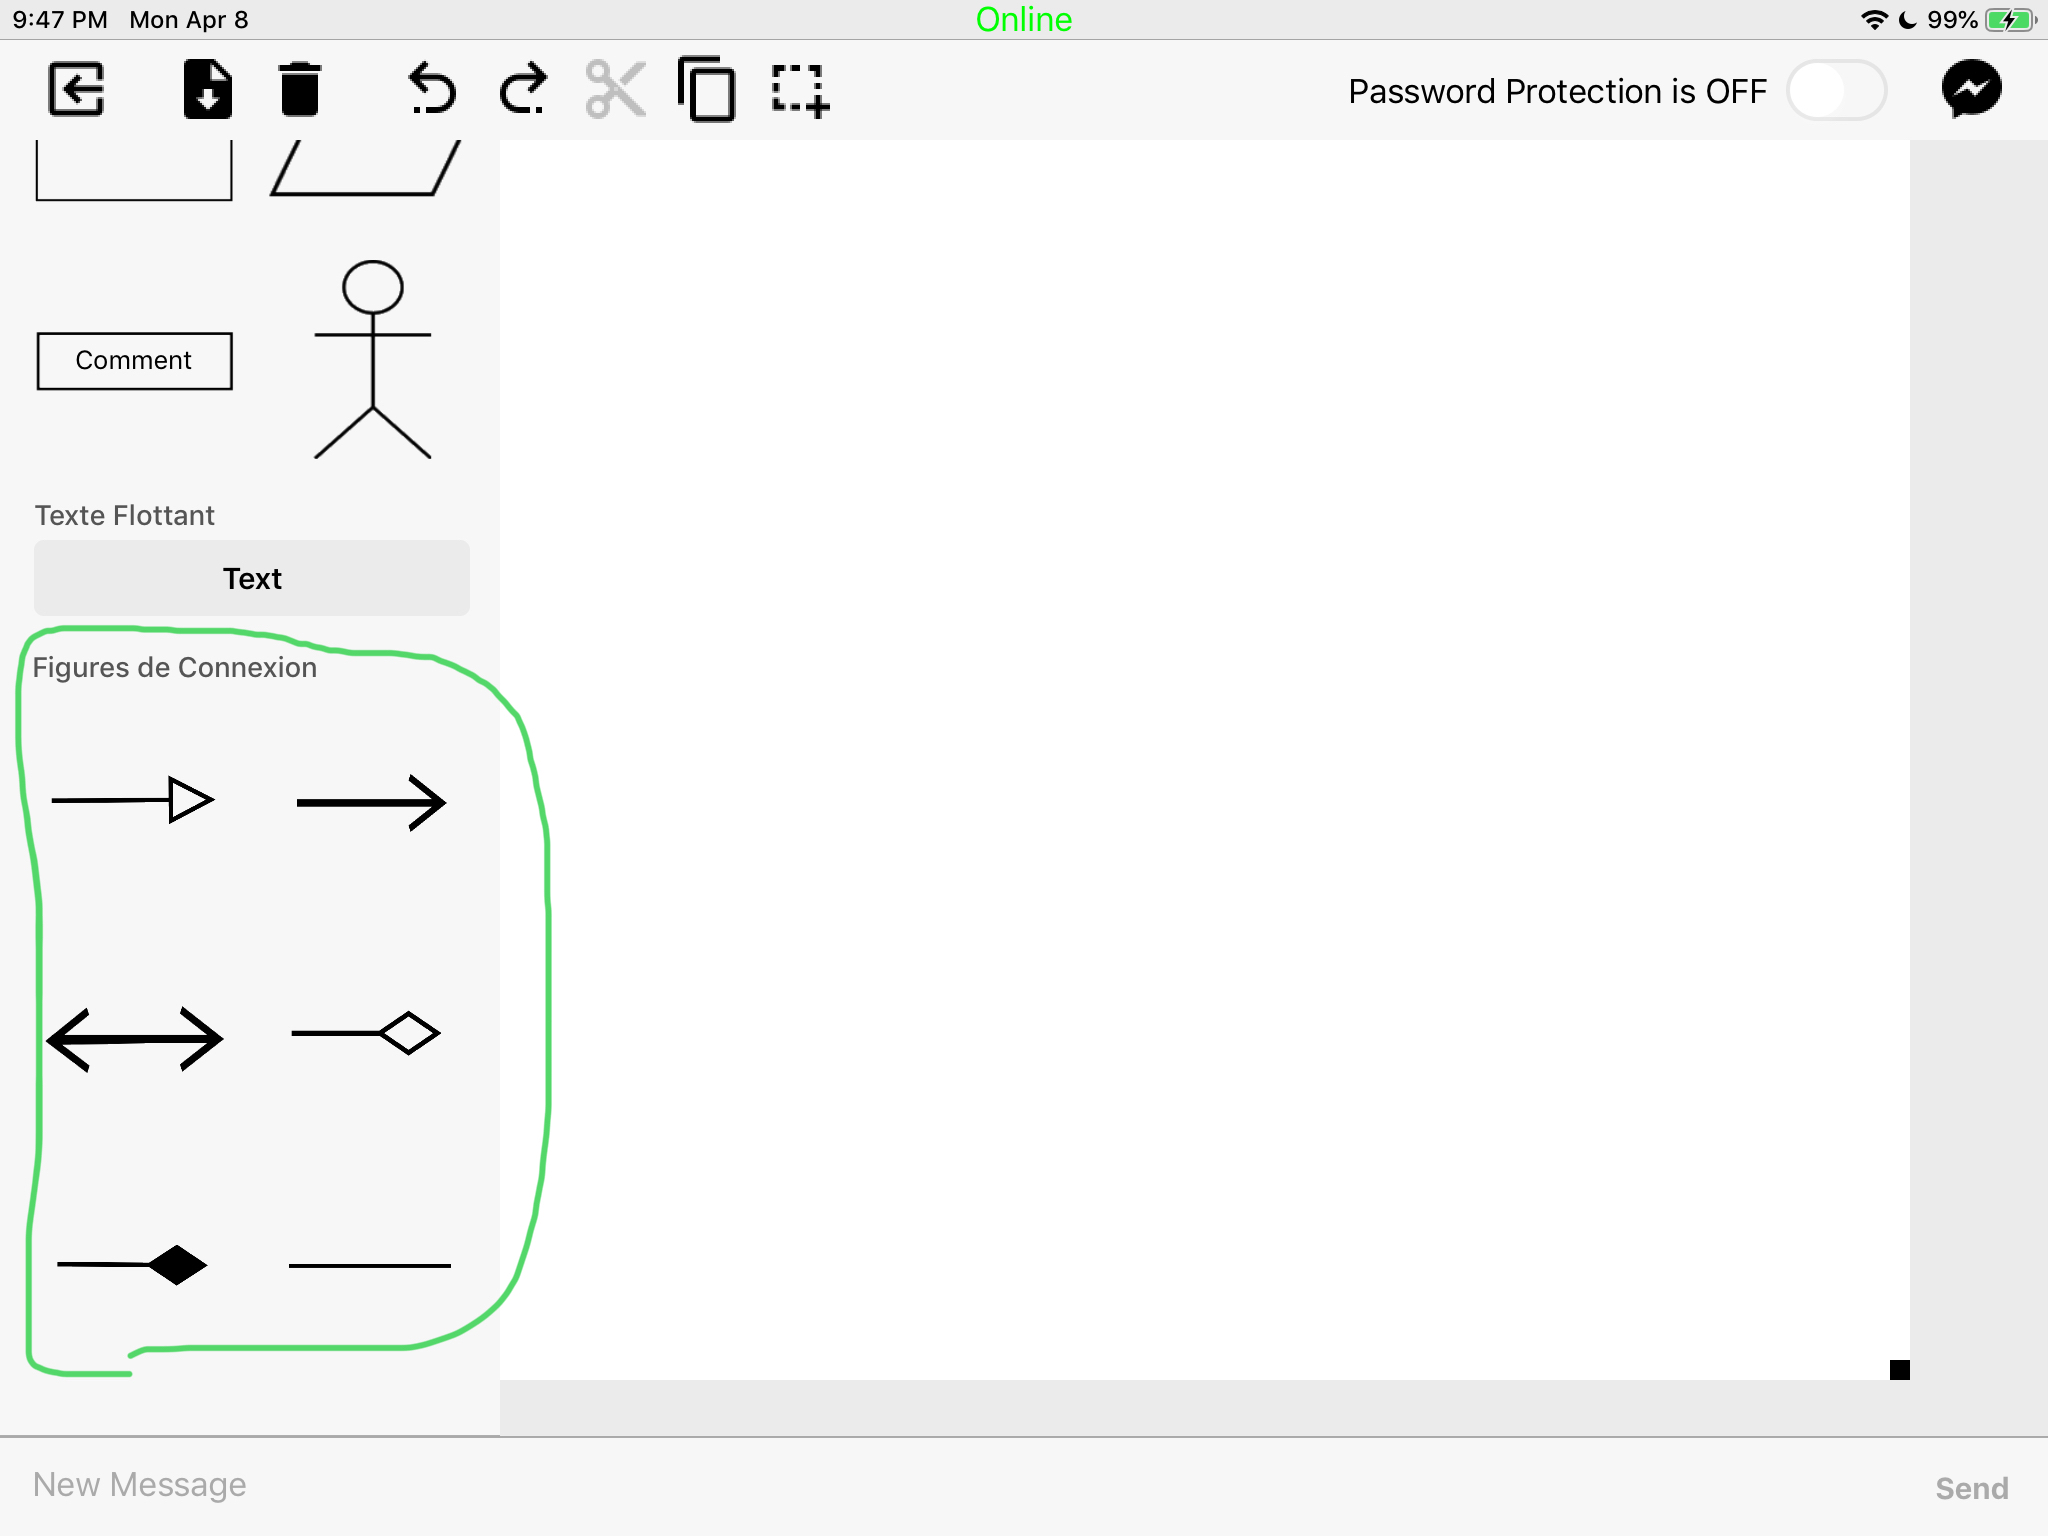 9:47 PM Mon Apr 8 Online 99%
Password Protection is OFF
Comment
Texte Flottant
Text
Figures de Connexion
New Message
Send